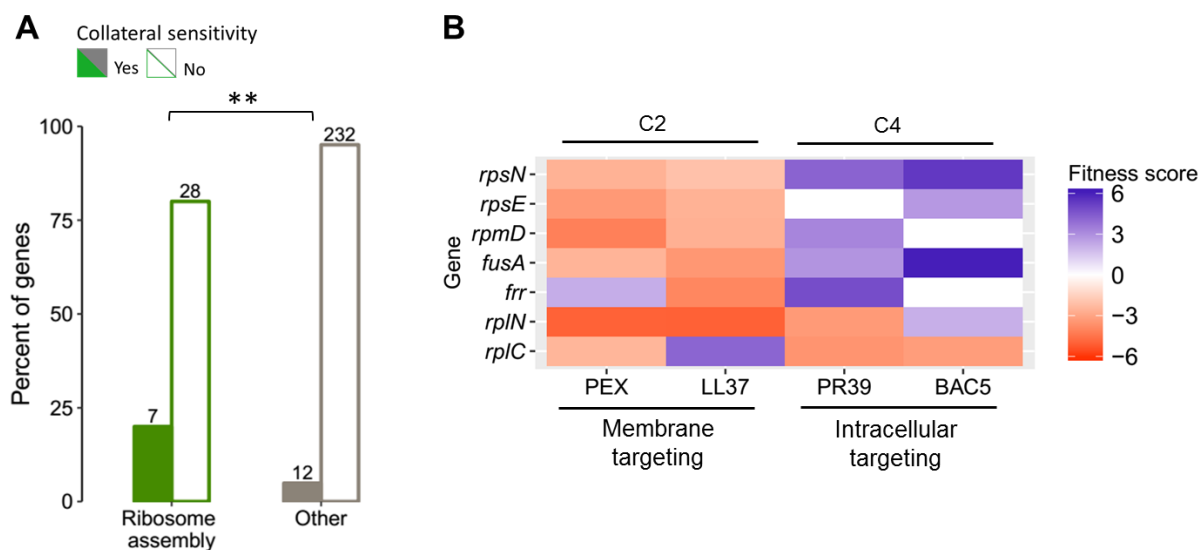 A
Collateral sensitivity
Yes
No
**
Percent of genes
100
75
50
25
0
7
28
12
232
Ribosome
assembly
Other
B
C2
C4
Gene
rpsN
rpsE
rpmD
fusA
frr
rplN
rplC
PEX
LL37
PR39
BAC5
Membrane
targeting
Intracellular
targeting
Fitness score
6
3
0
−3
−6